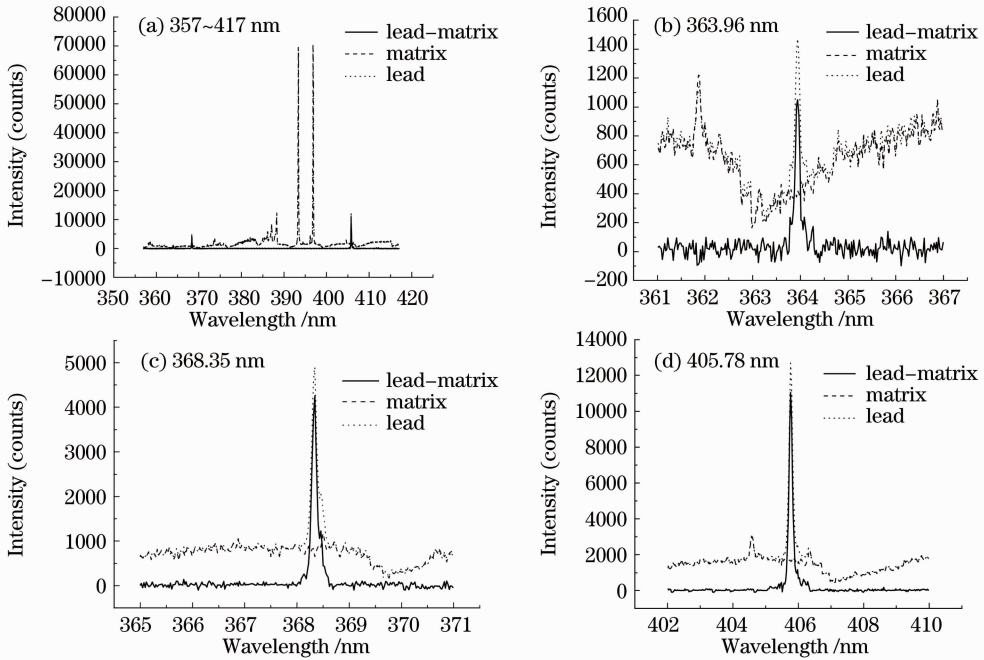 (a) 357~417 nm
lead-matrix
matrix
lead
80000
70000
60000
50000
40000
30000
20000
10000
0
-10000
Intensity (counts)
350 360 370 380 390 400 410 420
Wavelength /nm
(b) 363.96 nm
lead-matrix
matrix
lead
1600
1400
1200
1000
800
600
400
200
0
-200
Intensity (counts)
361 362 363 364 365 366 367
Wavelength /nm
(c) 368.35 nm
lead-matrix
matrix
lead
5000
4000
3000
2000
1000
0
Intensity (counts)
365 366 367 368 369 370 371
Wavelength /nm
(d) 405.78 nm
lead-matrix
matrix
lead
14000
12000
10000
8000
6000
4000
2000
0
Intensity (counts)
402 404 406 408 410
Wavelength /nm